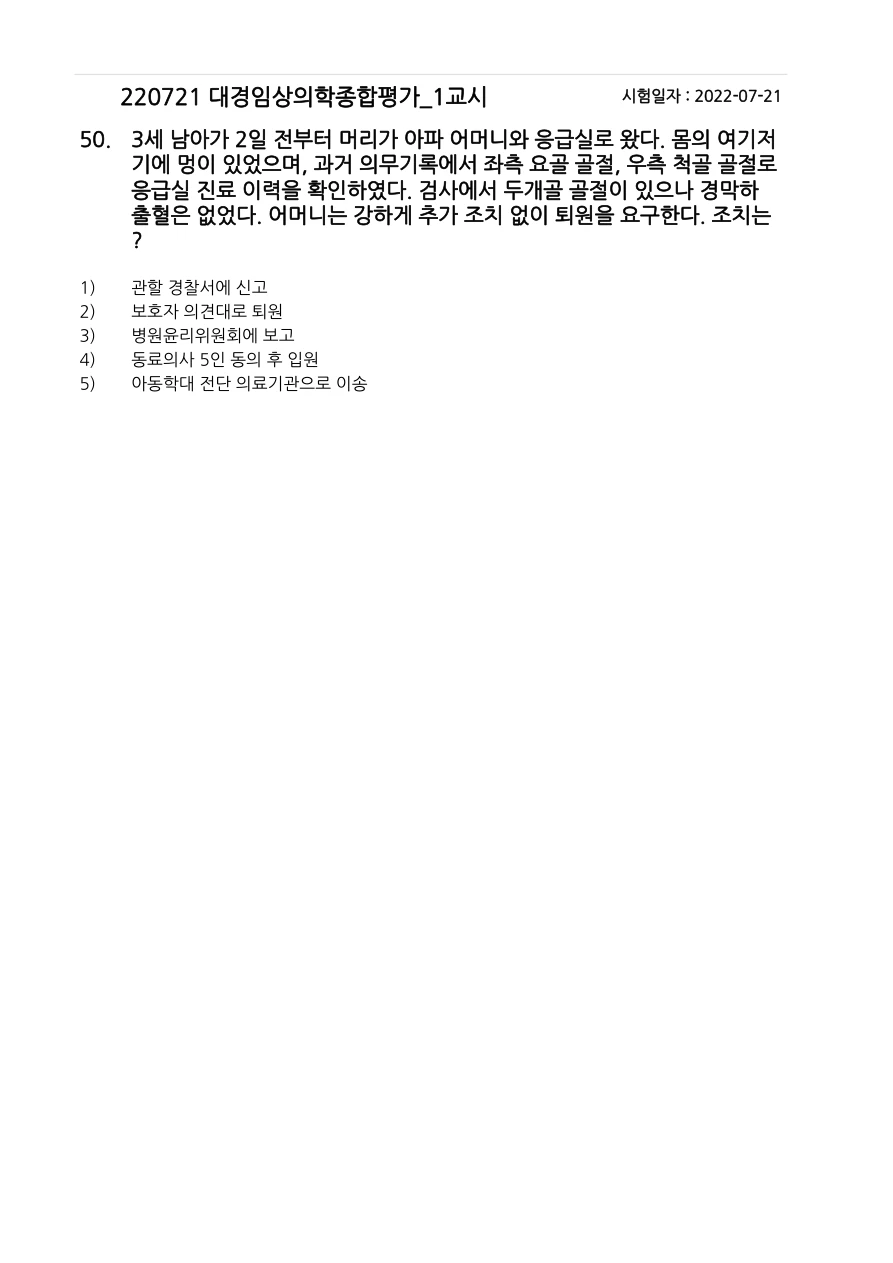 220721 대경임상의학종합평가_1교시
시험일자 : 2022-07-21
50. 3세 남아가 2일 전부터 머리가 아파 어머니와 응급실로 왔다. 몸의 여기저
기에 멍이 있었으며, 과거 의무기록에서 좌측 요골 골절, 우측 척골 골절로
응급실 진료 이력을 확인하였다. 검사에서 두개골 골절이 있으나 경막하
출혈은 없었다. 어머니는 강하게 추가 조치 없이 퇴원을 요구한다. 조치는
?
1) 관할 경찰서에 신고
2) 보호자 의견대로 퇴원
3) 병원윤리위원회에 보고
4) 동료의사 5인 동의 후 입원
5) 아동학대 전단 의료기관으로 이송